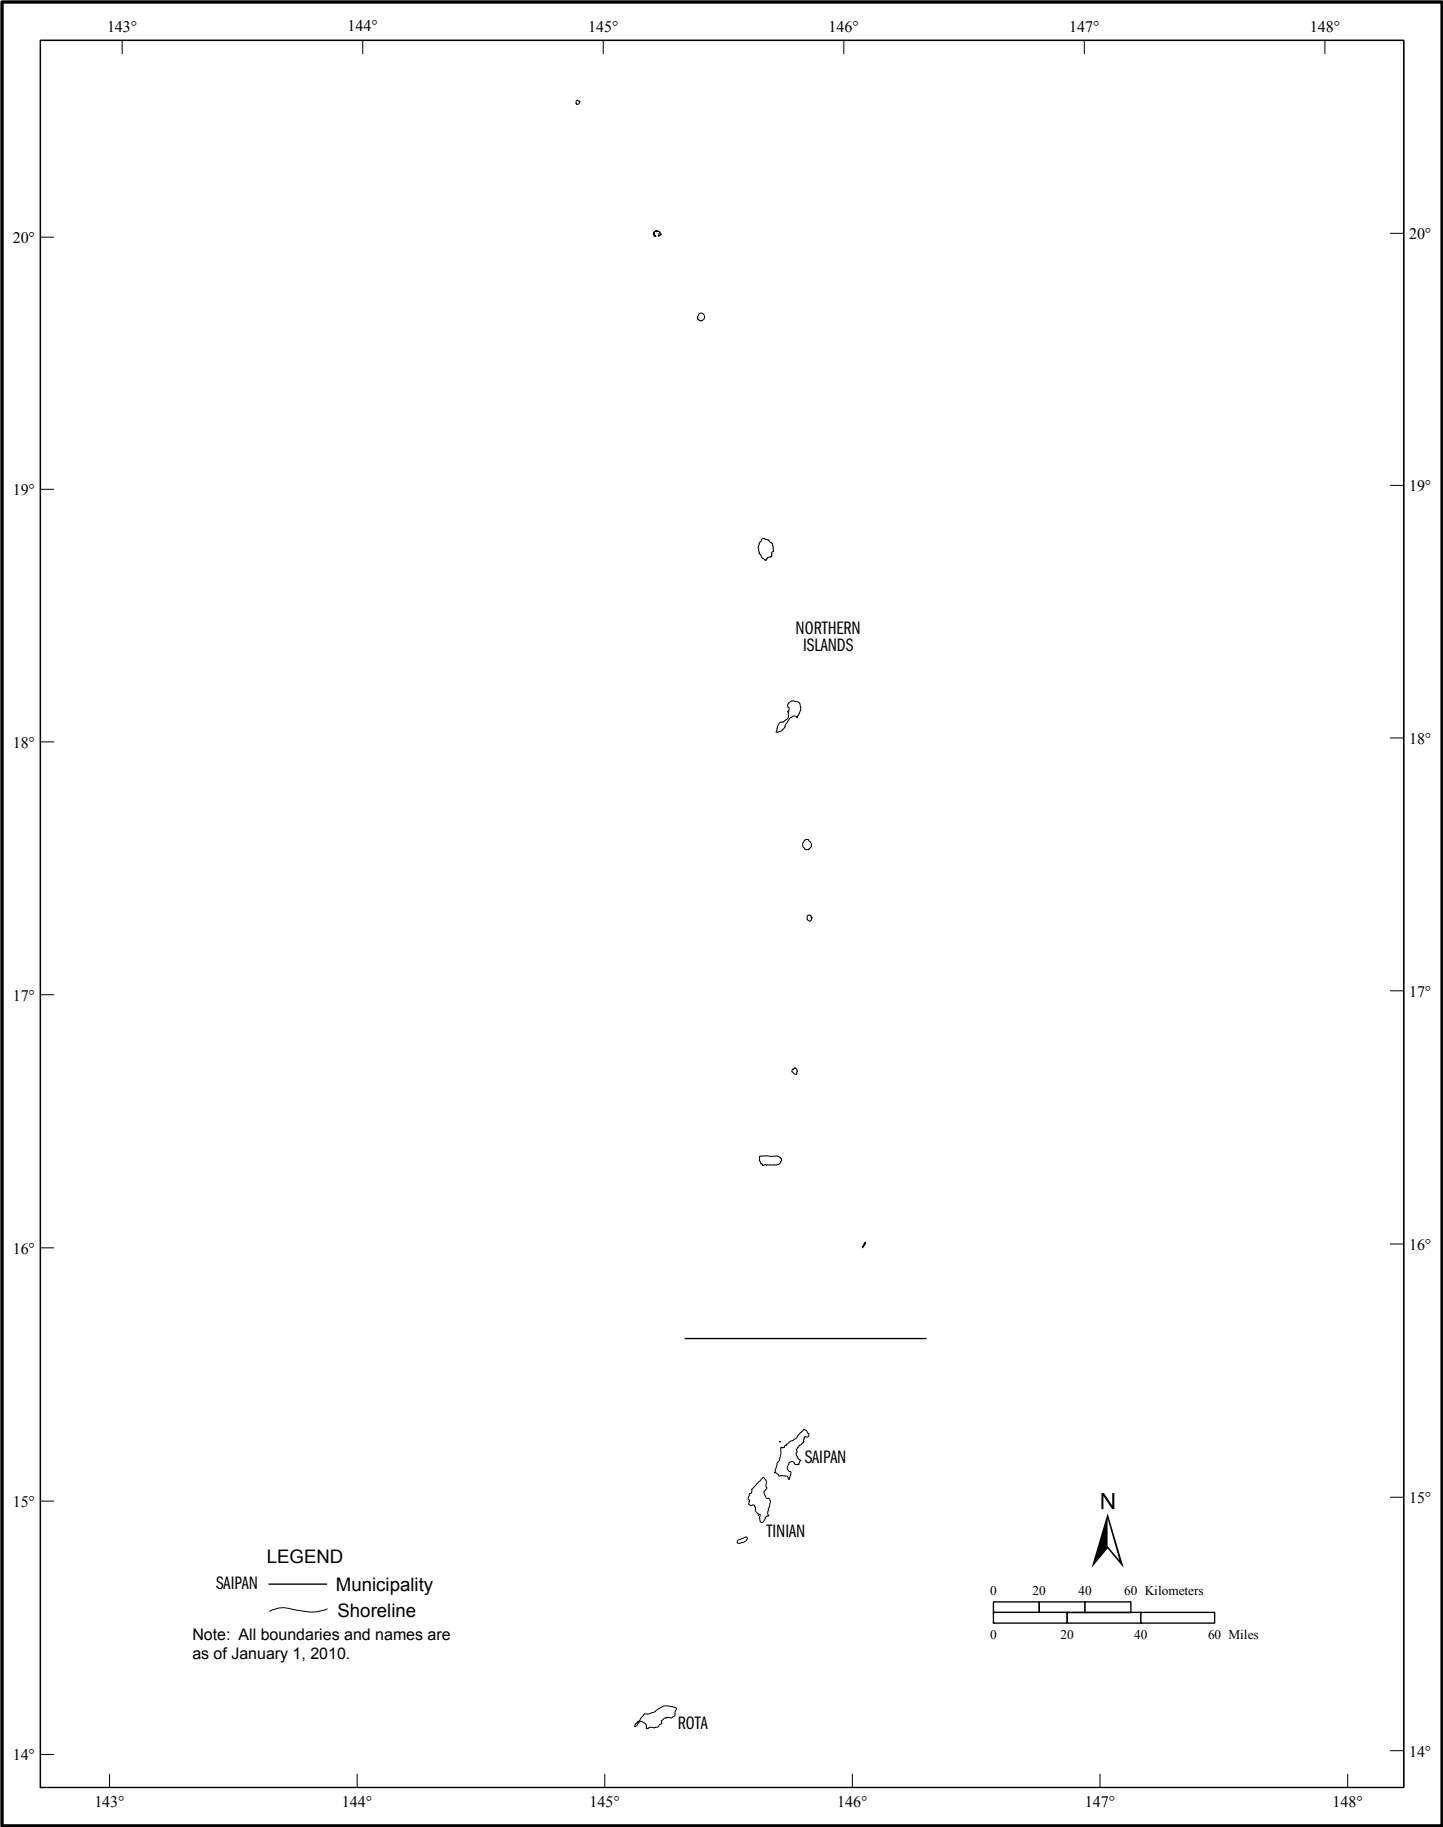 143° 144° 145° 146° 147° 148°
20° 20°
19° 19°
NORTHERN
ISLANDS
18° 18°
17° 17°
16° 16°
SAIPAN
15° 15°
TINIAN
N
LEGEND
SAIPAN Municipality
Shoreline
Note: All boundaries and names are
as of January 1, 2010.
0 20 40 60 Kilometers
0 20 40 60 Miles
ROTA
14° 14°
143° 144° 145° 146° 147° 148°